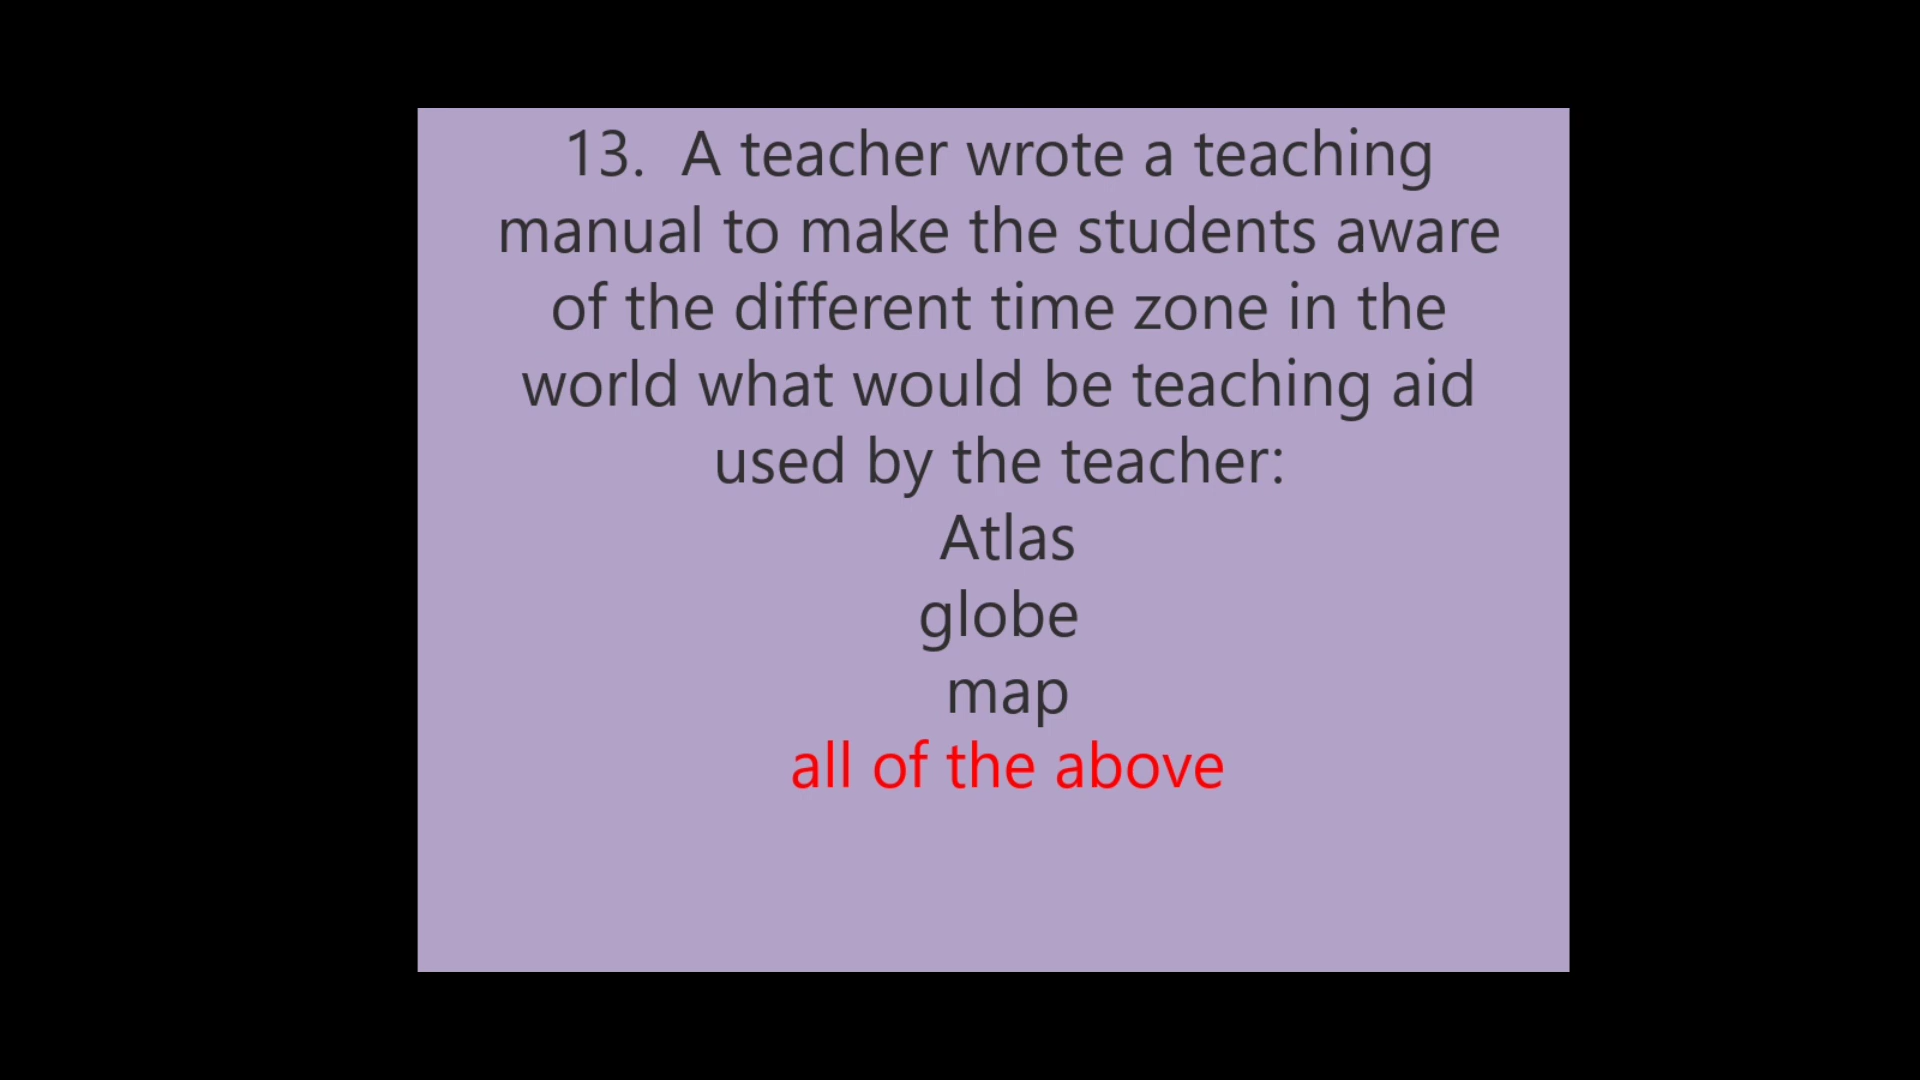 13.  A teacher wrote a teaching
manual to make the students aware
of the different time zone in the
world what would be teaching aid
used by the teacher:
Atlas
globe
map
all of the above